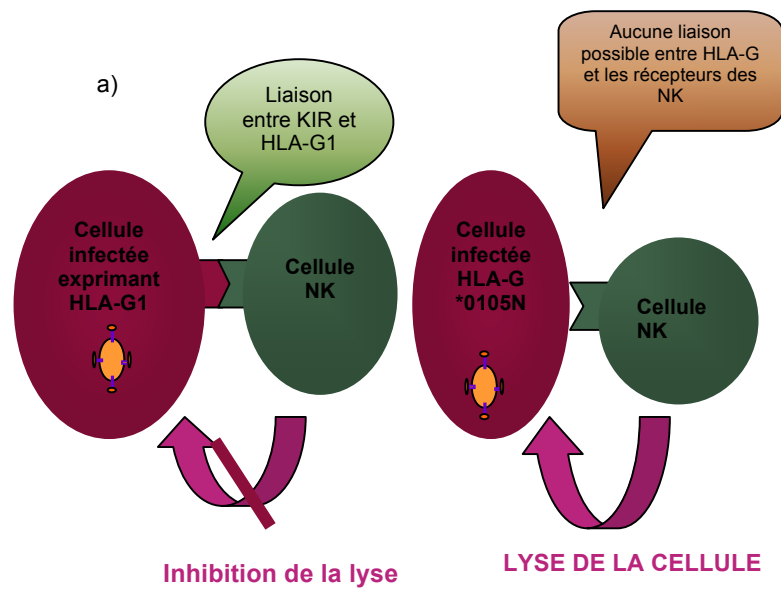 a)
Liaison
entre KIR et
HLA-G1
Cellule
infectée
exprimant
HLA-G1
Cellule
NK
Inhibition de la lyse
Aucune liaison
possible entre HLA-G
et les récepteurs des
NK
Cellule
infectée
HLA-G
*0105N
Cellule
NK
LYSE DE LA CELLULE